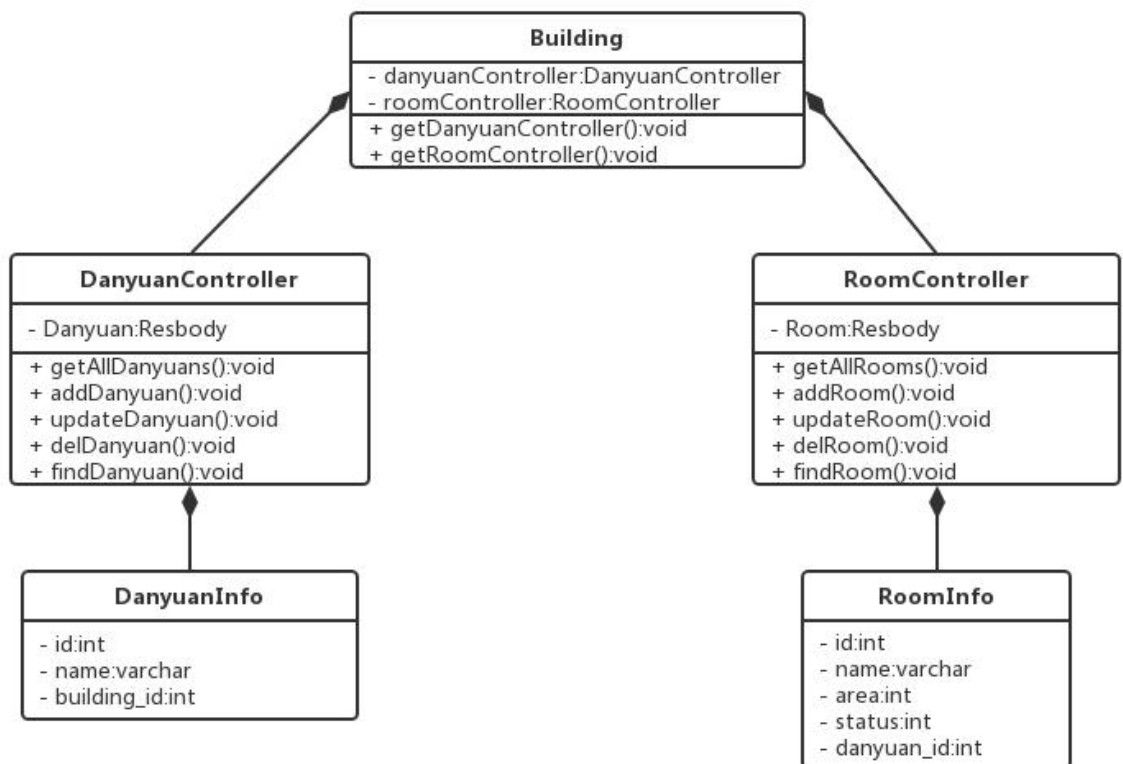 Building
- danyuanController:DanyuanController
- roomController:RoomController
+ getDanyuanController():void
+ getRoomController():void
DanyuanController
- Danyuan:Resbody
+ getAllDanyuans():void
+ addDanyuan():void
+ updateDanyuan():void
+ delDanyuan():void
+ findDanyuan():void
RoomController
- Room:Resbody
+ getAllRooms():void
+ addRoom():void
+ updateRoom():void
+ delRoom():void
+ findRoom():void
DanyuanInfo
- id:int
- name:varchar
- building_id:int
RoomInfo
- id:int
- name:varchar
- area:int
- status:int
- danyuan_id:int